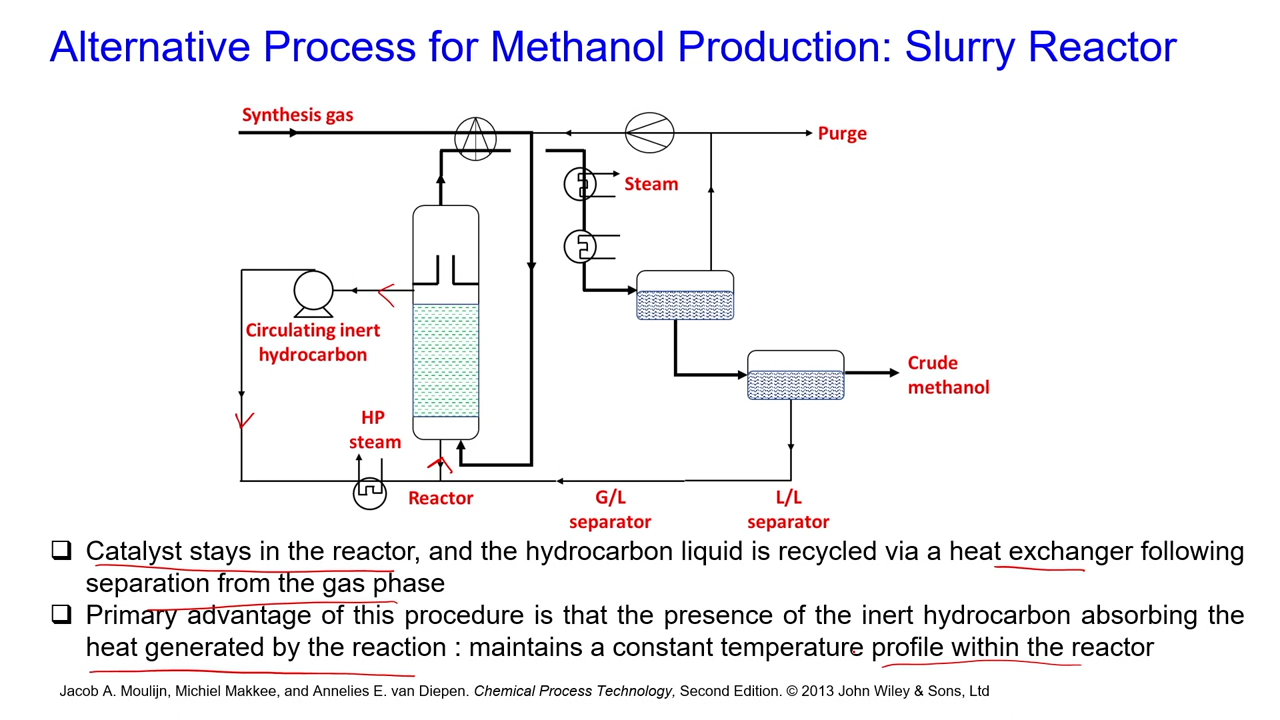 Alternative Process for Methanol Production: Slurry Reactor
Synthesis gas
Purge
Steam
Circulating inert
hydrocarbon
Crude
methanol
HP
steam
Reactor
G/L
separator
L/L
separator
❑ Catalyst stays in the reactor, and the hydrocarbon liquid is recycled via a heat exchanger following
separation from the gas phase
❑ Primary advantage of this procedure is that the presence of the inert hydrocarbon absorbing the
heat generated by the reaction : maintains a constant temperature profile within the reactor
Jacob A. Moulijn, Michiel Makkee, and Annelies E. van Diepen. Chemical Process Technology, Second Edition. © 2013 John Wiley & Sons, Ltd